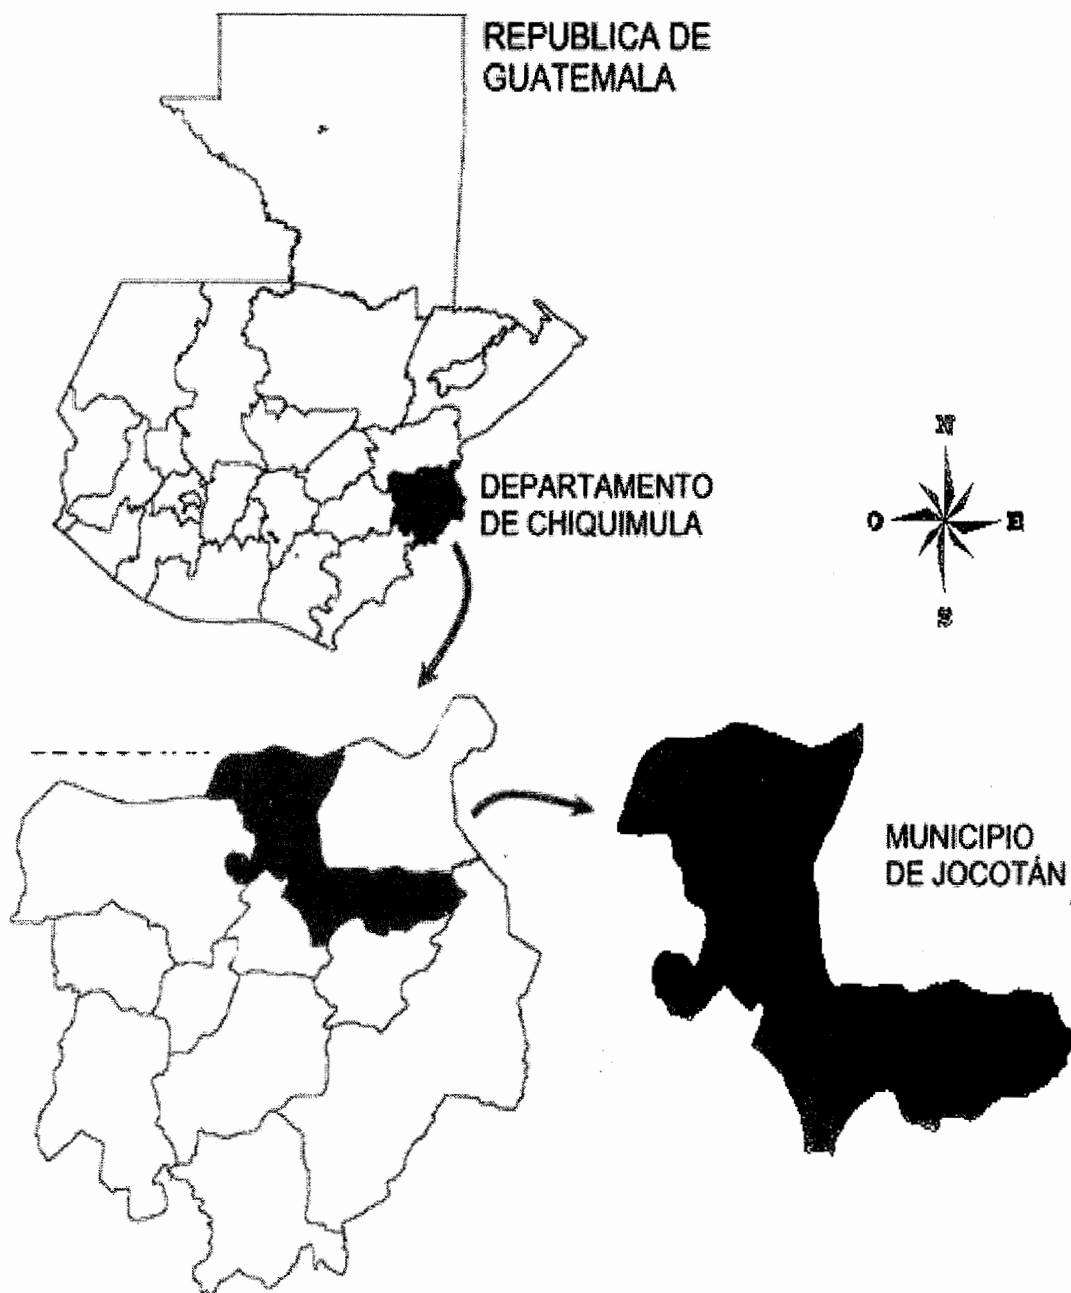 REPUBLICA DE
GUATEMALA
N
DEPARTAMENTO
DE CHIQUIMULA
O
E
S
MUNICIPIO
DE JOCOTÁN